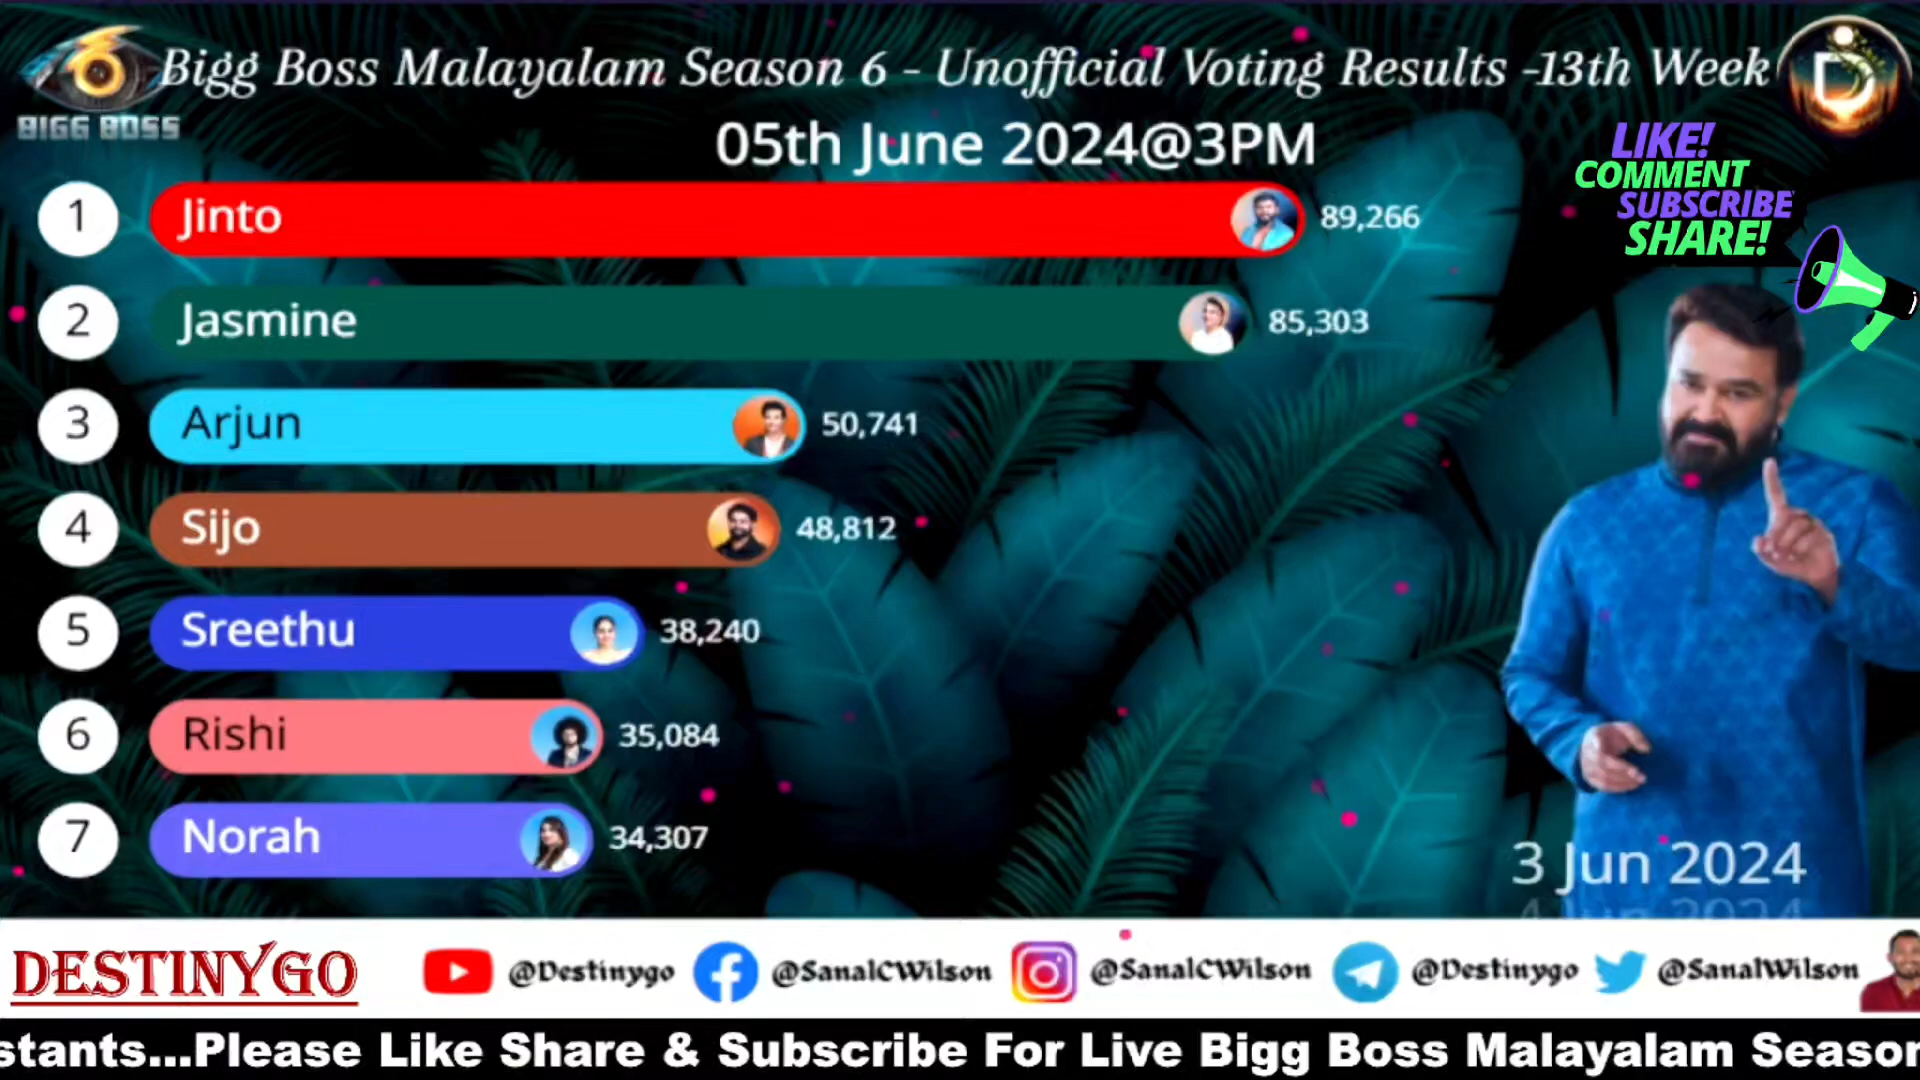 Bigg Boss Malayalam Season 6 - Unofficial Voting Results -13th Week
BIGG BOSS
05th June 2024@3PM
LIKE!
COMMENT
SUBSCRIBE
SHARE!
1 Jinto 89,266
2 Jasmine 85,303
3 Arjun 50,741
4 Sijo 48,812
5 Sreethu 38,240
6 Rishi 35,084
7 Norah 34,307
3 Jun 2024
4 Jun 2024
DESTINYGO @Destinygo @SanalCWilson @SanalCWilson @Destinygo @SanalWilson
stants...Please Like Share & Subscribe For Live Bigg Boss Malayalam Season